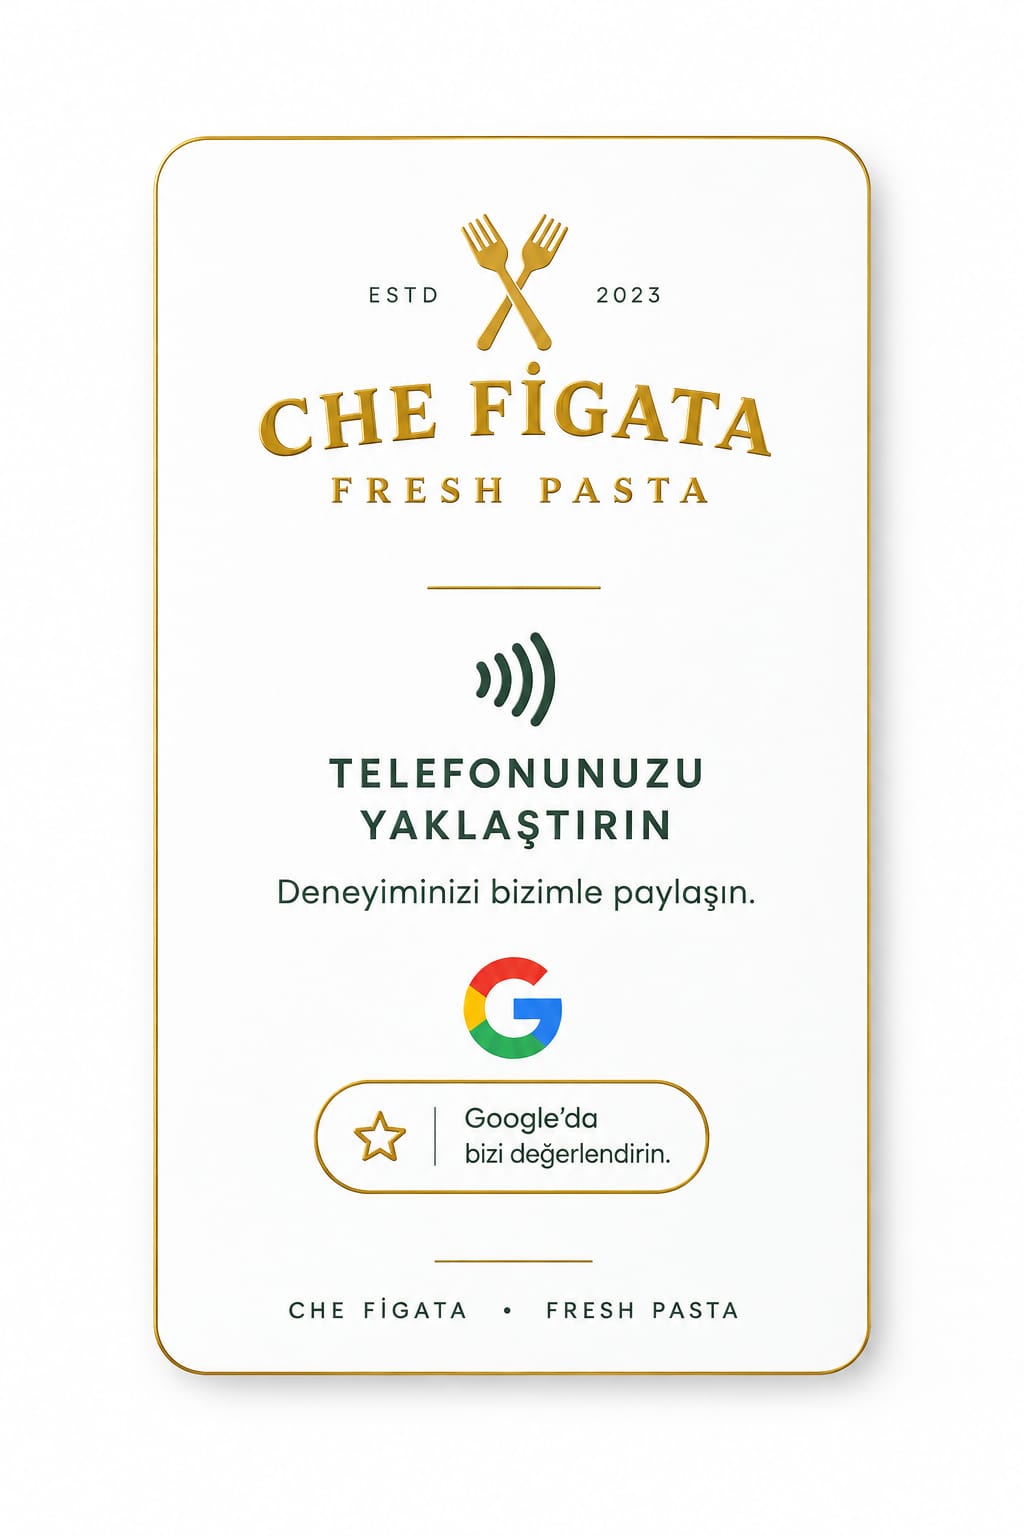 ESTD 2023
CHE FİGATA
FRESH PASTA
TELEFONUNUZU
YAKLAŞTIRIN
Deneyiminizi bizimle paylaşın.
Google’da
bizi değerlendirin.
CHE FİGATA • FRESH PASTA